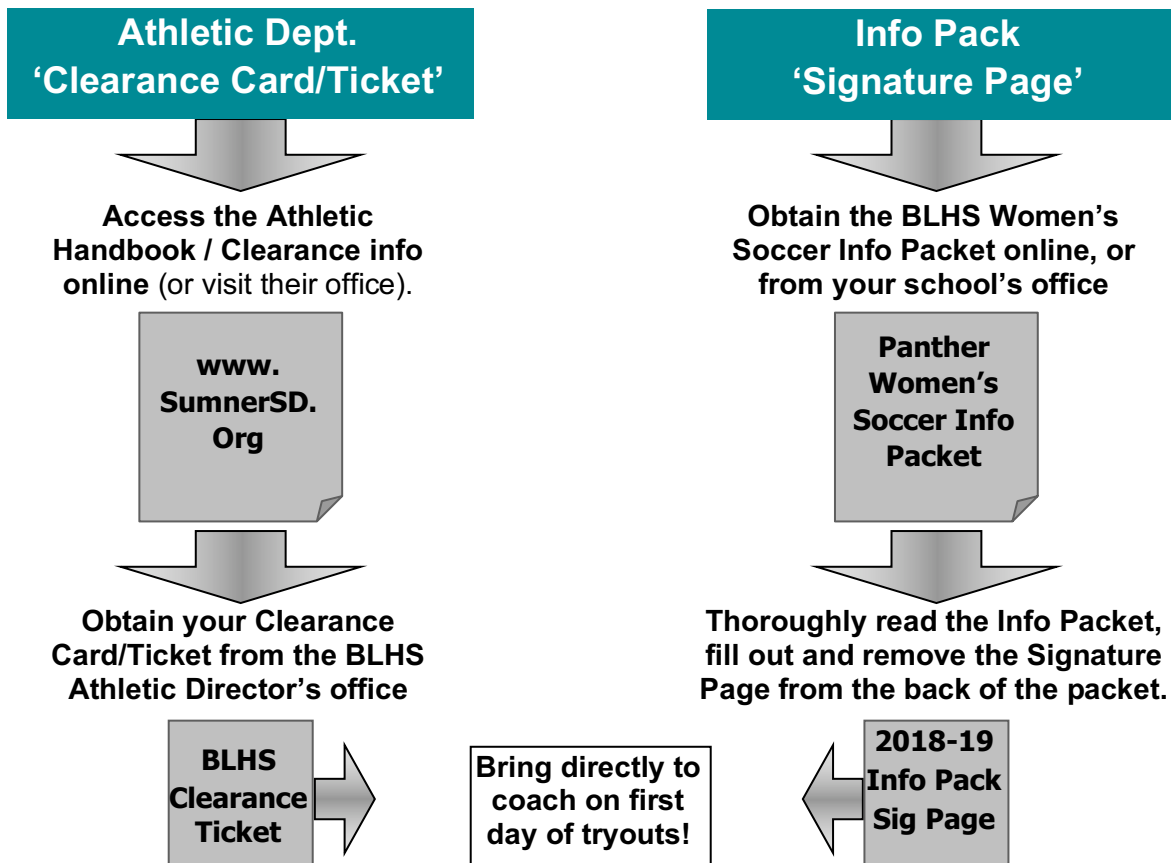 Athletic Dept.
‘Clearance Card/Ticket’
Access the Athletic
Handbook / Clearance info
online (or visit their office).
www.
SumnerSD.
Org
Obtain your Clearance
Card/Ticket from the BLHS
Athletic Director’s office
BLHS
Clearance
Ticket
Info Pack
‘Signature Page’
Obtain the BLHS Women’s
Soccer Info Packet online, or
from your school’s office
Panther
Women’s
Soccer Info
Packet
Thoroughly read the Info Packet,
fill out and remove the Signature
Page from the back of the packet.
2018-19
Info Pack
Sig Page
Bring directly to
coach on first
day of tryouts!